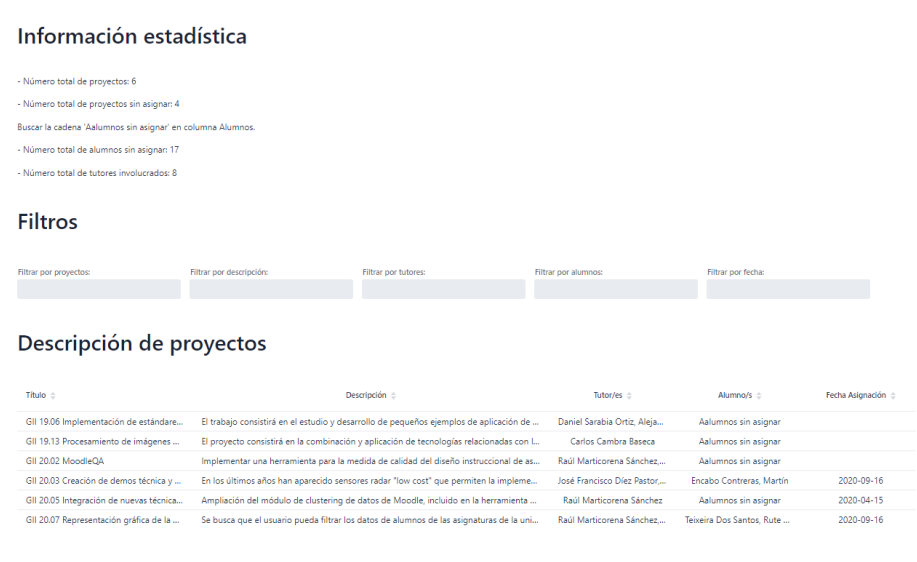 Información estadística
- Número total de proyectos: 6
- Número total de proyectos sin asignar: 4
Buscar la cadena 'Aalumnos sin asignar' en columna Alumnos.
- Número total de alumnos sin asignar: 17
- Número total de tutores involucrados: 8
Filtros
Filtrar por proyectos: Filtrar por descripción: Filtrar por tutores: Filtrar por alumnos: Filtrar por fecha:
Descripción de proyectos
Título Descripción Tutor/es Alumno/s Fecha Asignación
GII 19.06 Implementación de estándare... El trabajo consistirá en el estudio y desarrollo de pequeños ejemplos de aplicación de ... Daniel Sarabia Ortiz, Aleja... Aalumnos sin asignar
GII 19.13 Procesamiento de imágenes ... El proyecto consistirá en la combinación y aplicación de tecnologías relacionadas con l... Carlos Cambra Baseca Aalumnos sin asignar
GII 20.02 MoodleQA Implementar una herramienta para la medida de calidad del diseño instruccional de as... Raúl Marticorena Sánchez,... Aalumnos sin asignar
GII 20.03 Creación de demos técnica y ... En los últimos años han aparecido sensores radar "low cost" que permiten la impleme... José Francisco Díez Pastor,... Encabo Contreras, Martín 2020-09-16
GII 20.05 Integración de nuevas técnica... Ampliación del módulo de clustering de datos de Moodle, incluido en la herramienta ... Raúl Marticorena Sánchez Aalumnos sin asignar 2020-04-15
GII 20.07 Representación gráfica de la ... Se busca que el usuario pueda filtrar los datos de alumnos de las asignaturas de la uni... Raúl Marticorena Sánchez,... Teixeira Dos Santos, Rute ... 2020-09-16